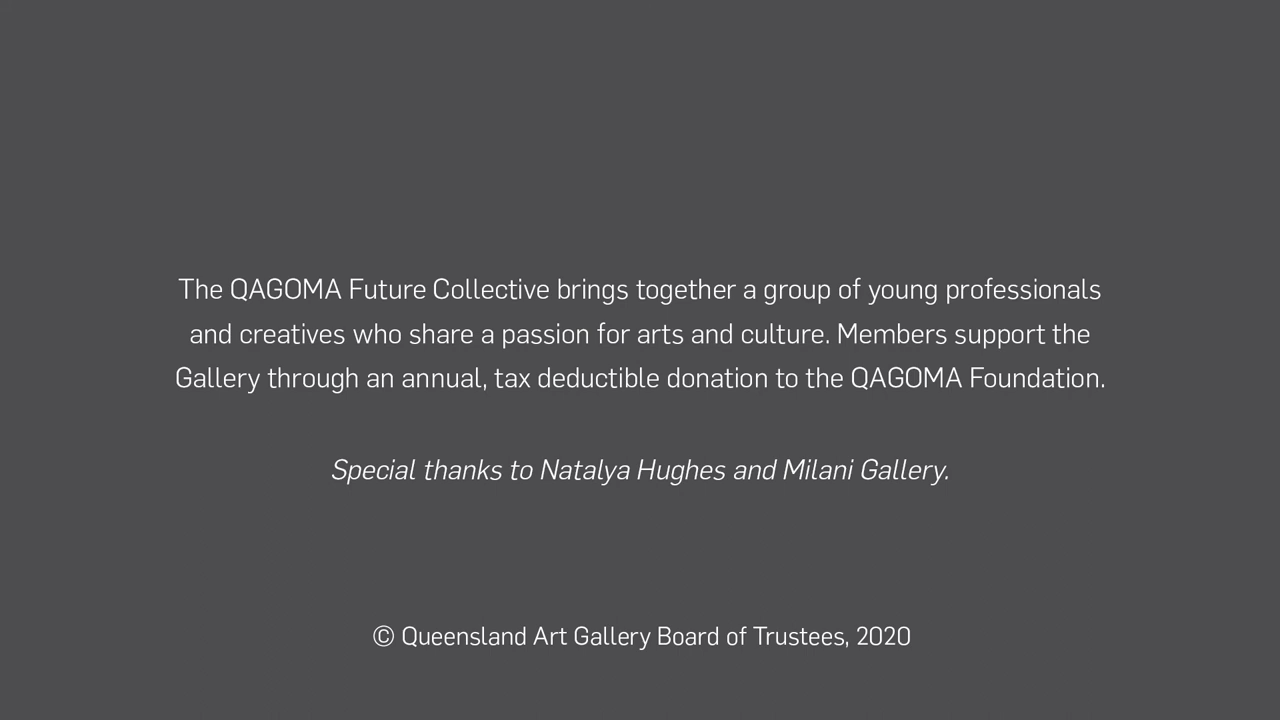 The QAGOMA Future Collective brings together a group of young professionals
and creatives who share a passion for arts and culture. Members support the
Gallery through an annual, tax deductible donation to the QAGOMA Foundation.
Special thanks to Natalya Hughes and Milani Gallery.
© Queensland Art Gallery Board of Trustees, 2020